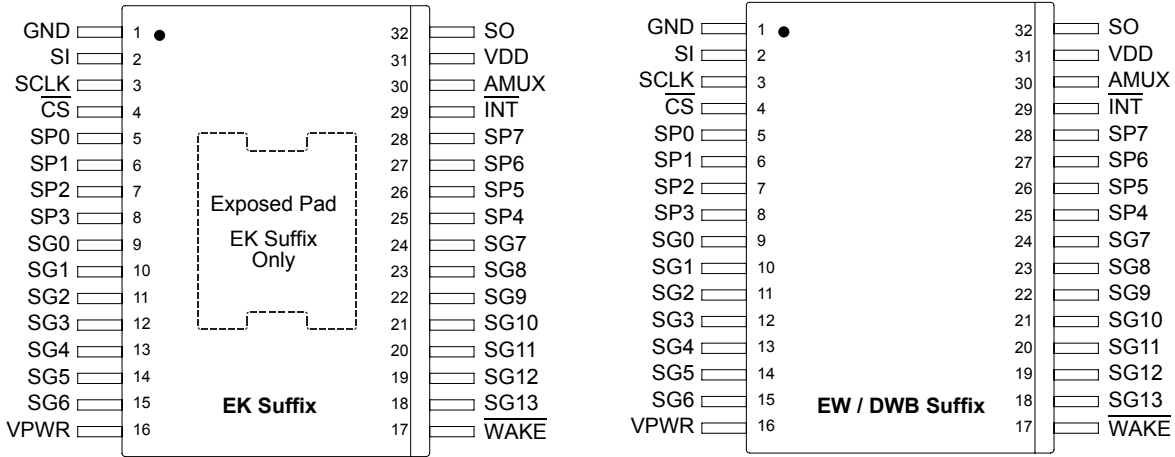 GND 1 32 SO
SI 2 31 VDD
SCLK 3 30 AMUX
CS 4 29 INT
SP0 5 28 SP7
SP1 6 27 SP6
SP2 7 26 SP5
SP3 8 25 SP4
SG0 9 24 SG7
SG1 10 23 SG8
SG2 11 22 SG9
SG3 12 21 SG10
SG4 13 20 SG11
SG5 14 19 SG12
SG6 15 18 SG13
VPWR 16 17 WAKE
Exposed Pad
EK Suffix
Only
EK Suffix
GND 1 32 SO
SI 2 31 VDD
SCLK 3 30 AMUX
CS 4 29 INT
SP0 5 28 SP7
SP1 6 27 SP6
SP2 7 26 SP5
SP3 8 25 SP4
SG0 9 24 SG7
SG1 10 23 SG8
SG2 11 22 SG9
SG3 12 21 SG10
SG4 13 20 SG11
SG5 14 19 SG12
SG6 15 18 SG13
VPWR 16 17 WAKE
EW / DWB Suffix